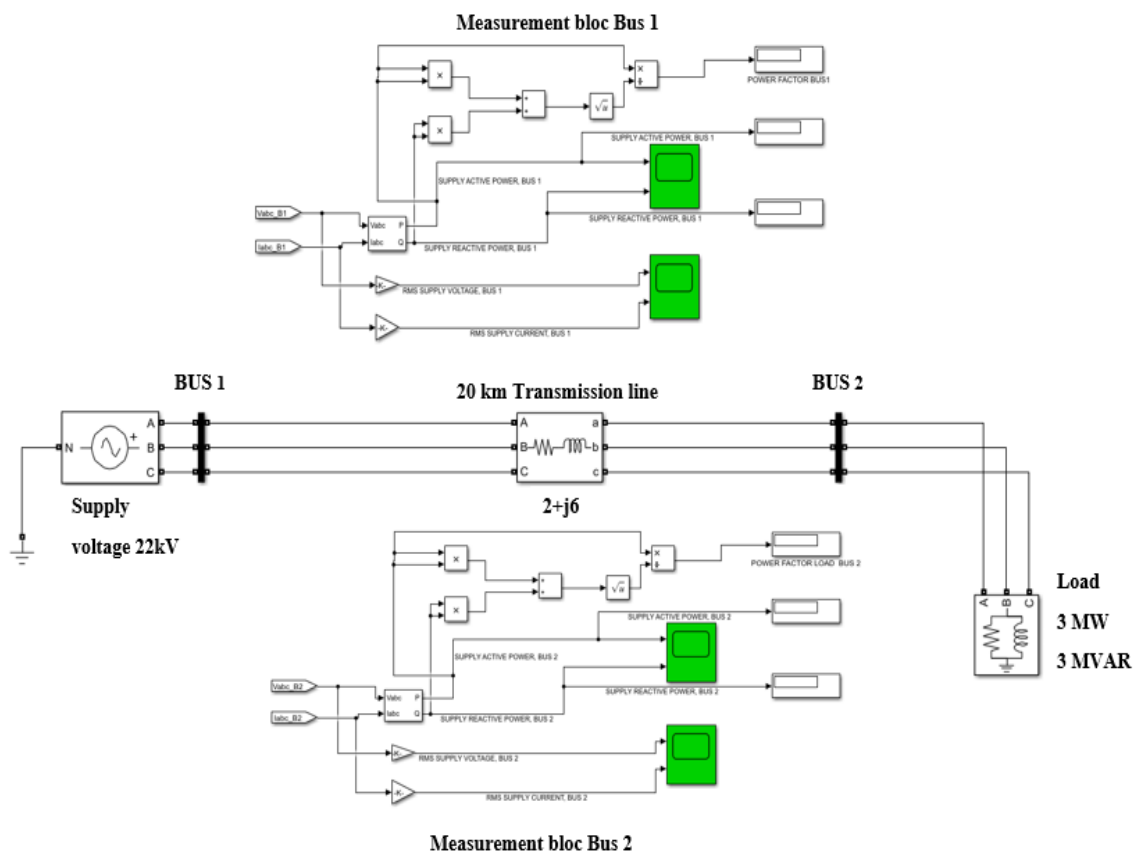 Measurement bloc Bus 1
×
×
÷
POWER FACTOR BUS1
+
+
√u
×
SUPPLY ACTIVE POWER, BUS 1
SUPPLY ACTIVE POWER, BUS 1
Vabc_B1
Vabc
P
SUPPLY REACTIVE POWER, BUS 1
Iabc_B1
Iabc
Q
SUPPLY REACTIVE POWER, BUS 1
-K-
RMS SUPPLY VOLTAGE, BUS 1
-K-
RMS SUPPLY CURRENT, BUS 1
BUS 1
20 km Transmission line
BUS 2
A
A
a
N
+
B
B
b
C
C
c
Supply
voltage 22kV
2+j6
×
×
÷
POWER FACTOR LOAD BUS 2
+
+
√u
×
Load
3 MW
3 MVAR
A
B
C
SUPPLY ACTIVE POWER, BUS 2
SUPPLY ACTIVE POWER, BUS 2
Vabc_B2
Vabc
P
SUPPLY REACTIVE POWER, BUS 2
Iabc_B2
Iabc
Q
SUPPLY REACTIVE POWER, BUS 2
-K-
RMS SUPPLY VOLTAGE, BUS 2
-K-
RMS SUPPLY CURRENT, BUS 2
Measurement bloc Bus 2